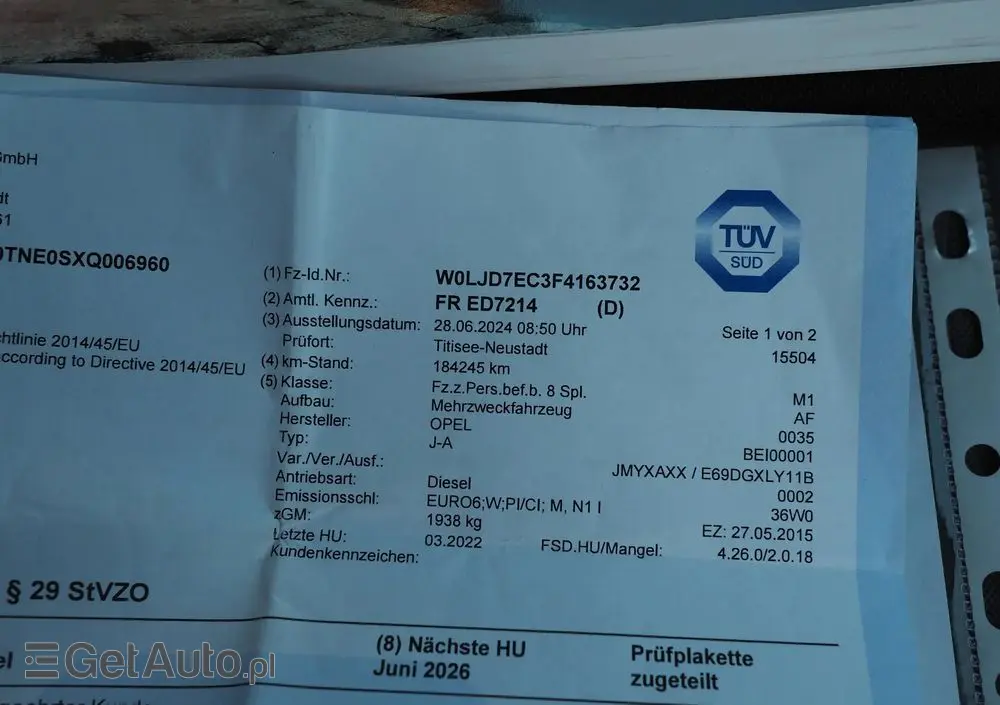 GmbH
dt
61
0TNE0SXQ006960
TÜV
SÜD
(1) Fz-Id.Nr.: W0LJD7EC3F4163732
(2) Amtl. Kennz.: FR ED7214 (D)
(3) Ausstellungsdatum: 28.06.2024 08:50 Uhr Seite 1 von 2
Prüfort: Titisee-Neustadt 15504
(4) km-Stand: 184245 km
(5) Klasse: Fz.z.Pers.bef.b. 8 Spl. M1
Aufbau: Mehrzweckfahrzeug AF
Hersteller: OPEL 0035
Typ: J-A BEI00001
Var./Ver./Ausf.: JMYXAXX / E69DGXLY11B
Antriebsart: Diesel 0002
Emissionsschl: EURO6;W;PI/CI; M, N1 I 36W0
zGM: 1938 kg EZ: 27.05.2015
Letzte HU: 03.2022 FSD.HU/Mangel: 4.26.0/2.0.18
Kundenkennzeichen:
chtlinie 2014/45/EU
according to Directive 2014/45/EU
§ 29 StVZO
(8) Nächste HU
Juni 2026
Prüfplakette
zugeteilt
el
GetAuto.pl